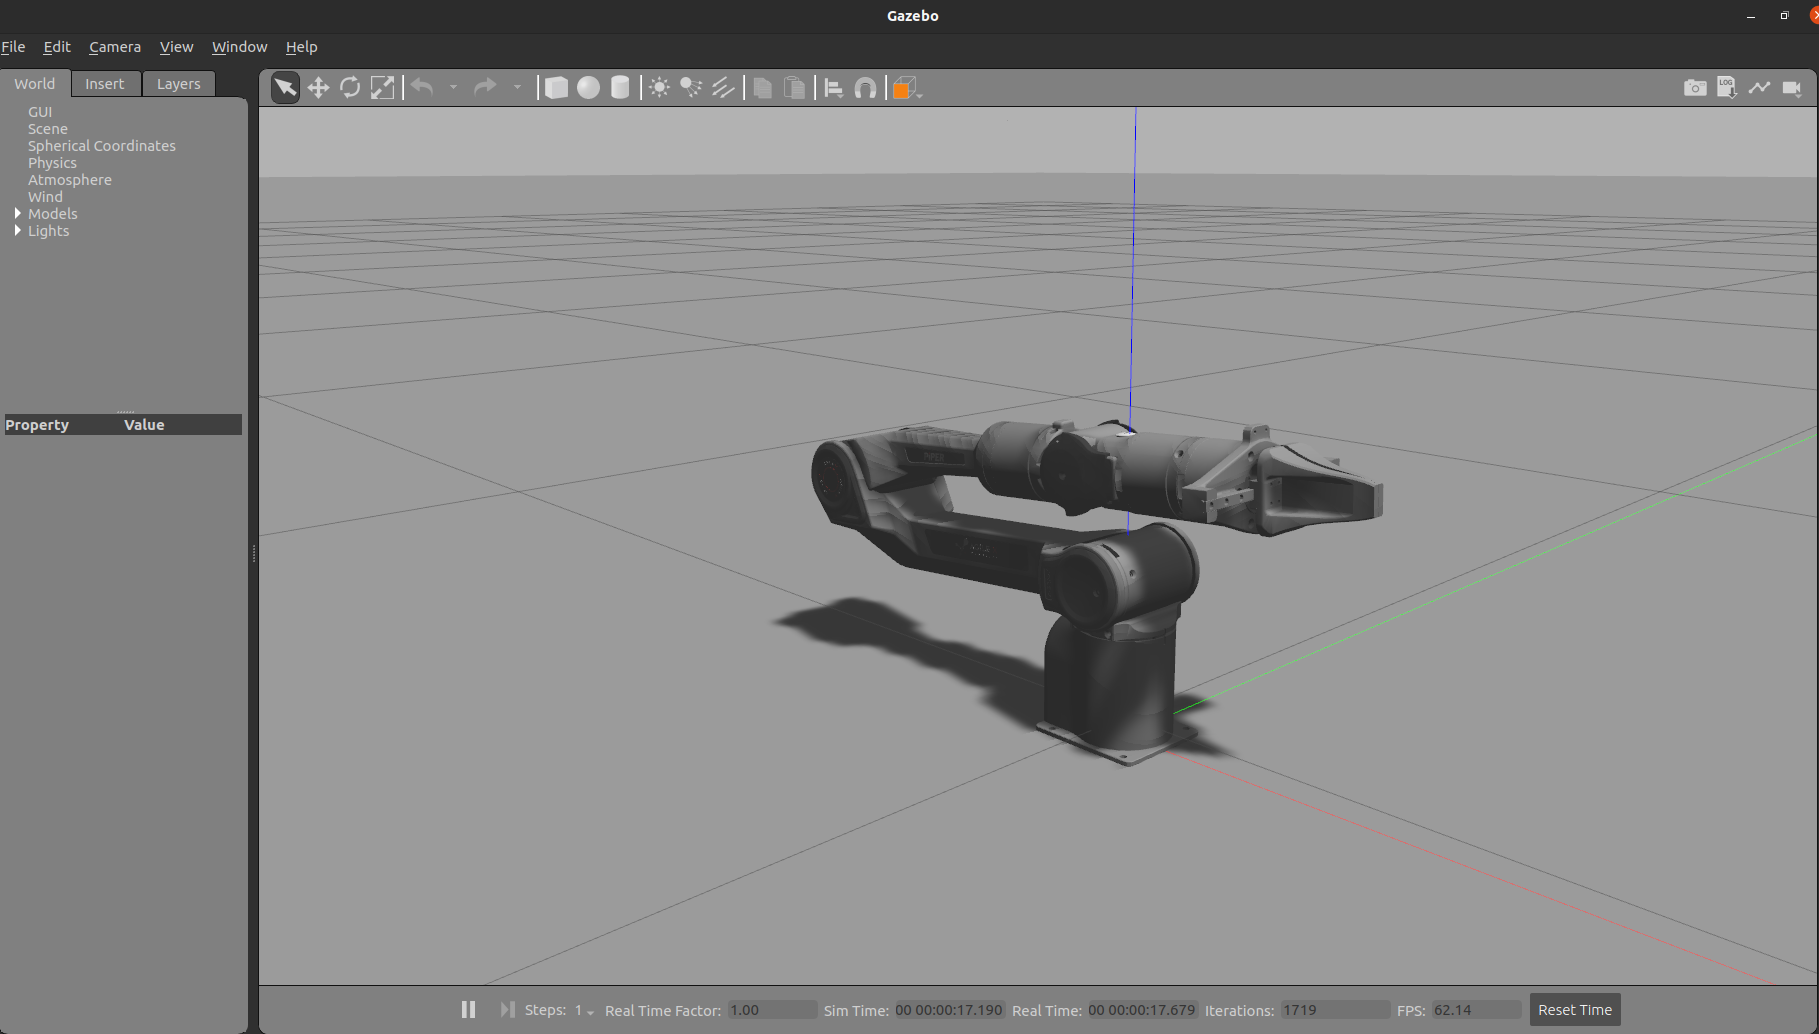 Gazebo
File Edit Camera View Window Help
World Insert Layers
LOG
GUI
Scene
Spherical Coordinates
Physics
Atmosphere
Wind
Models
Lights
Property Value
PIPER
Steps: 1 Real Time Factor: 1.00 Sim Time: 00 00:00:17.190 Real Time: 00 00:00:17.679 Iterations: 1719 FPS: 62.14 Reset Time